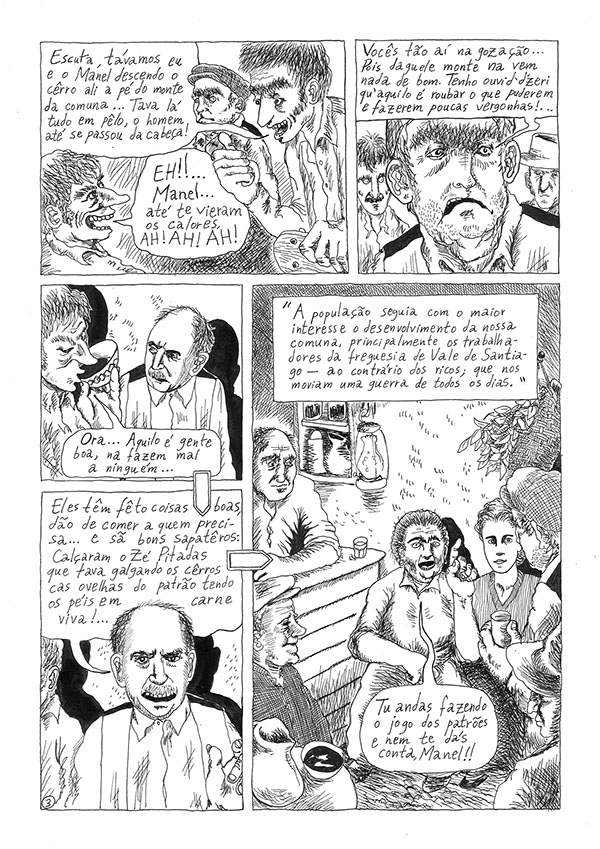 Escuta, távamos eu
e o Manel descendo o
cêrro ali a pé do monte
da comuna... Tava lá
tudo em pêlo, o homem
até se passou da cabeça!
EH!!...
Manel...
até te vieram
os calores,
AH! AH! AH!
Vocês tão aí na gozação...
Pois daquele monte na vem
nada de bom. Tenho ouvid'dizeri
qu'aquilo é roubar o que puderem
e fazerem poucas vergonhas!...
Ora... Aquilo é gente
boa, na fazem mal
a ninguém...
Eles têm fêto coisas boas,
dão de comer a quem preci-
sa... e sã bons sapatêros:
Calçaram o Zé Pitadas
que tava galgando os cêrros
cas ovelhas do patrão tendo
os péis em carne
viva!...
"A população seguia com o maior
interesse o desenvolvimento da nossa
comuna, principalmente os trabalha-
dores da freguesia de Vale de Santia-
go — ao contrário dos ricos; que nos
moviam uma guerra de todos os dias."
Tu andas fazendo
o jogo dos patrões
e nem te dás
conta, Manel!!
3